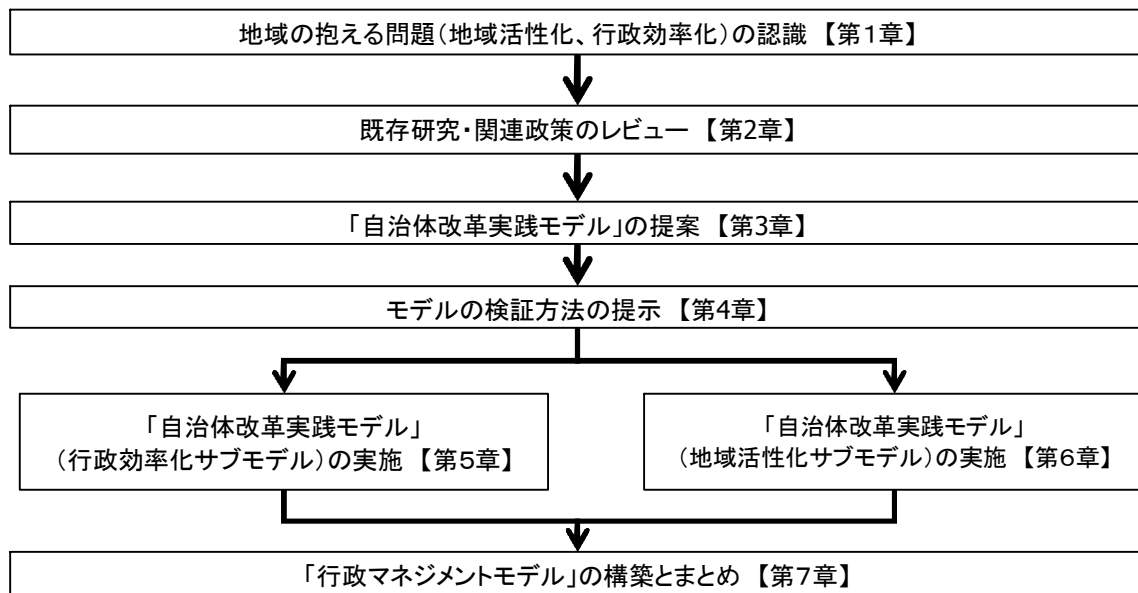 地域の抱える問題(地域活性化、行政効率化)の認識 【第1章】
既存研究・関連政策のレビュー 【第2章】
「自治体改革実践モデル」の提案 【第3章】
モデルの検証方法の提示 【第4章】
「自治体改革実践モデル」
(行政効率化サブモデル)の実施 【第5章】
「自治体改革実践モデル」
(地域活性化サブモデル)の実施 【第6章】
「行政マネジメントモデル」の構築とまとめ 【第7章】